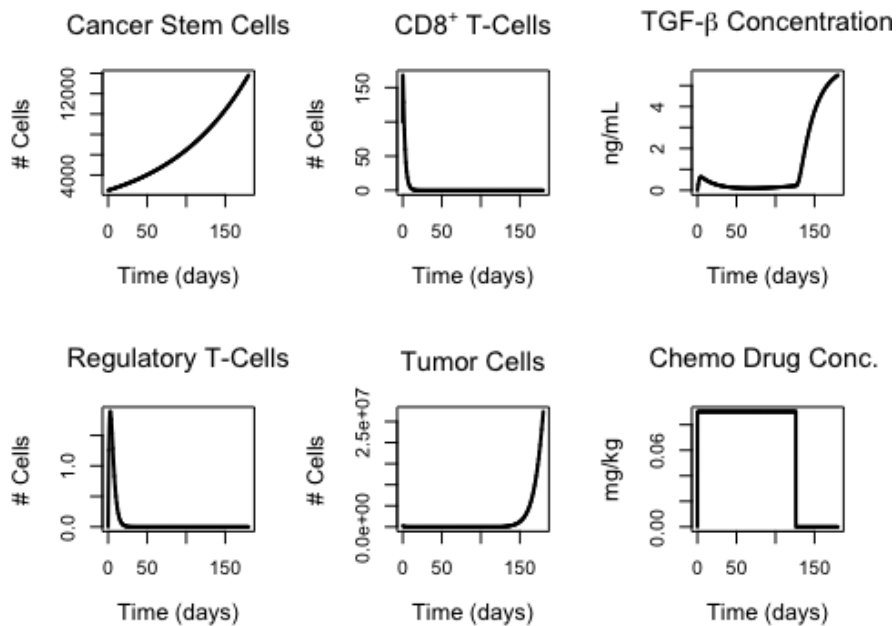 Cancer Stem Cells
# Cells
4000
12000
0
50
150
Time (days)
CD8⁺ T-Cells
# Cells
0
50
150
0
50
150
Time (days)
TGF-β Concentration
ng/mL
0
2
4
0
50
150
Time (days)
Regulatory T-Cells
# Cells
0.0
1.0
0
50
150
Time (days)
Tumor Cells
# Cells
0.0e+00
2.5e+07
0
50
150
Time (days)
Chemo Drug Conc.
mg/kg
0.00
0.06
0
50
150
Time (days)